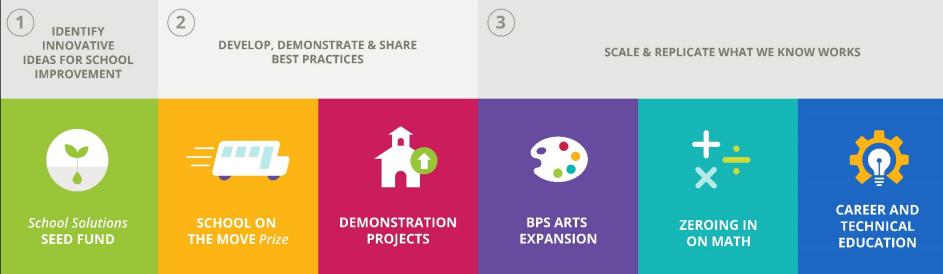 1
IDENTIFY
INNOVATIVE
IDEAS FOR SCHOOL
IMPROVEMENT
2
DEVELOP, DEMONSTRATE & SHARE
BEST PRACTICES
3
SCALE & REPLICATE WHAT WE KNOW WORKS
School Solutions
SEED FUND
SCHOOL ON
THE MOVE Prize
DEMONSTRATION
PROJECTS
BPS ARTS
EXPANSION
ZEROING IN
ON MATH
CAREER AND
TECHNICAL
EDUCATION